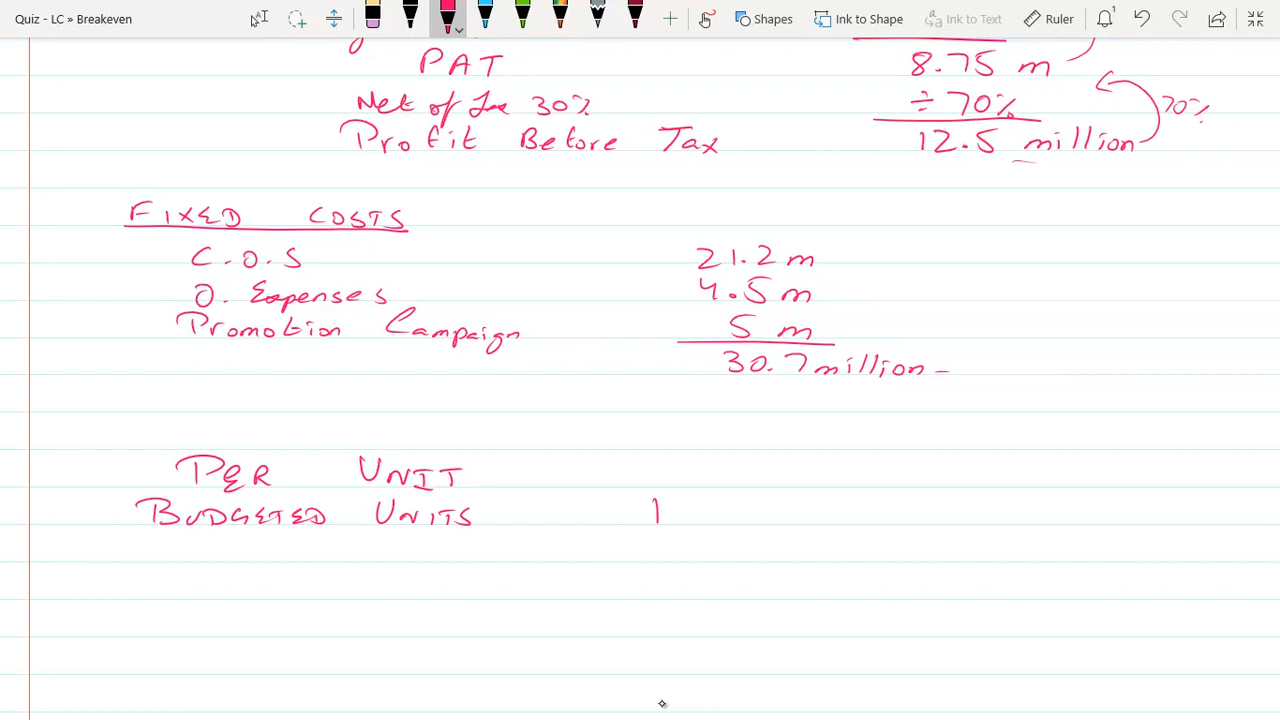 Quiz - LC » Breakeven
Shapes Ink to Shape Ink to Text Ruler
PAT 8.75 m
Net of Tax 30% ÷ 70% 70%
Profit Before Tax 12.5 million
FIXED COSTS
C.O.S 21.2 m
O. Expenses 4.5 m
Promotion Campaign 5 m
30.7 million
PER UNIT
BUDGETED UNITS 1